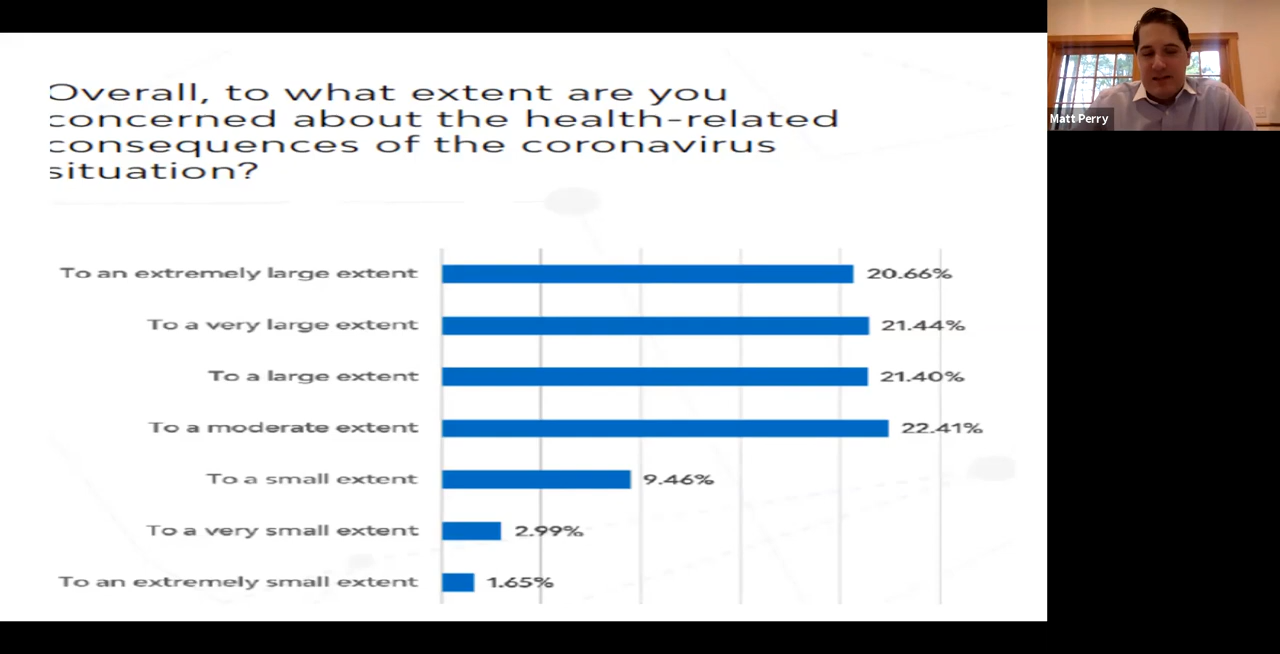 Overall, to what extent are you
concerned about the health-related
consequences of the coronavirus
situation?
To an extremely large extent 20.66%
To a very large extent 21.44%
To a large extent 21.40%
To a moderate extent 22.41%
To a small extent 9.46%
To a very small extent 2.99%
To an extremely small extent 1.65%
Matt Perry